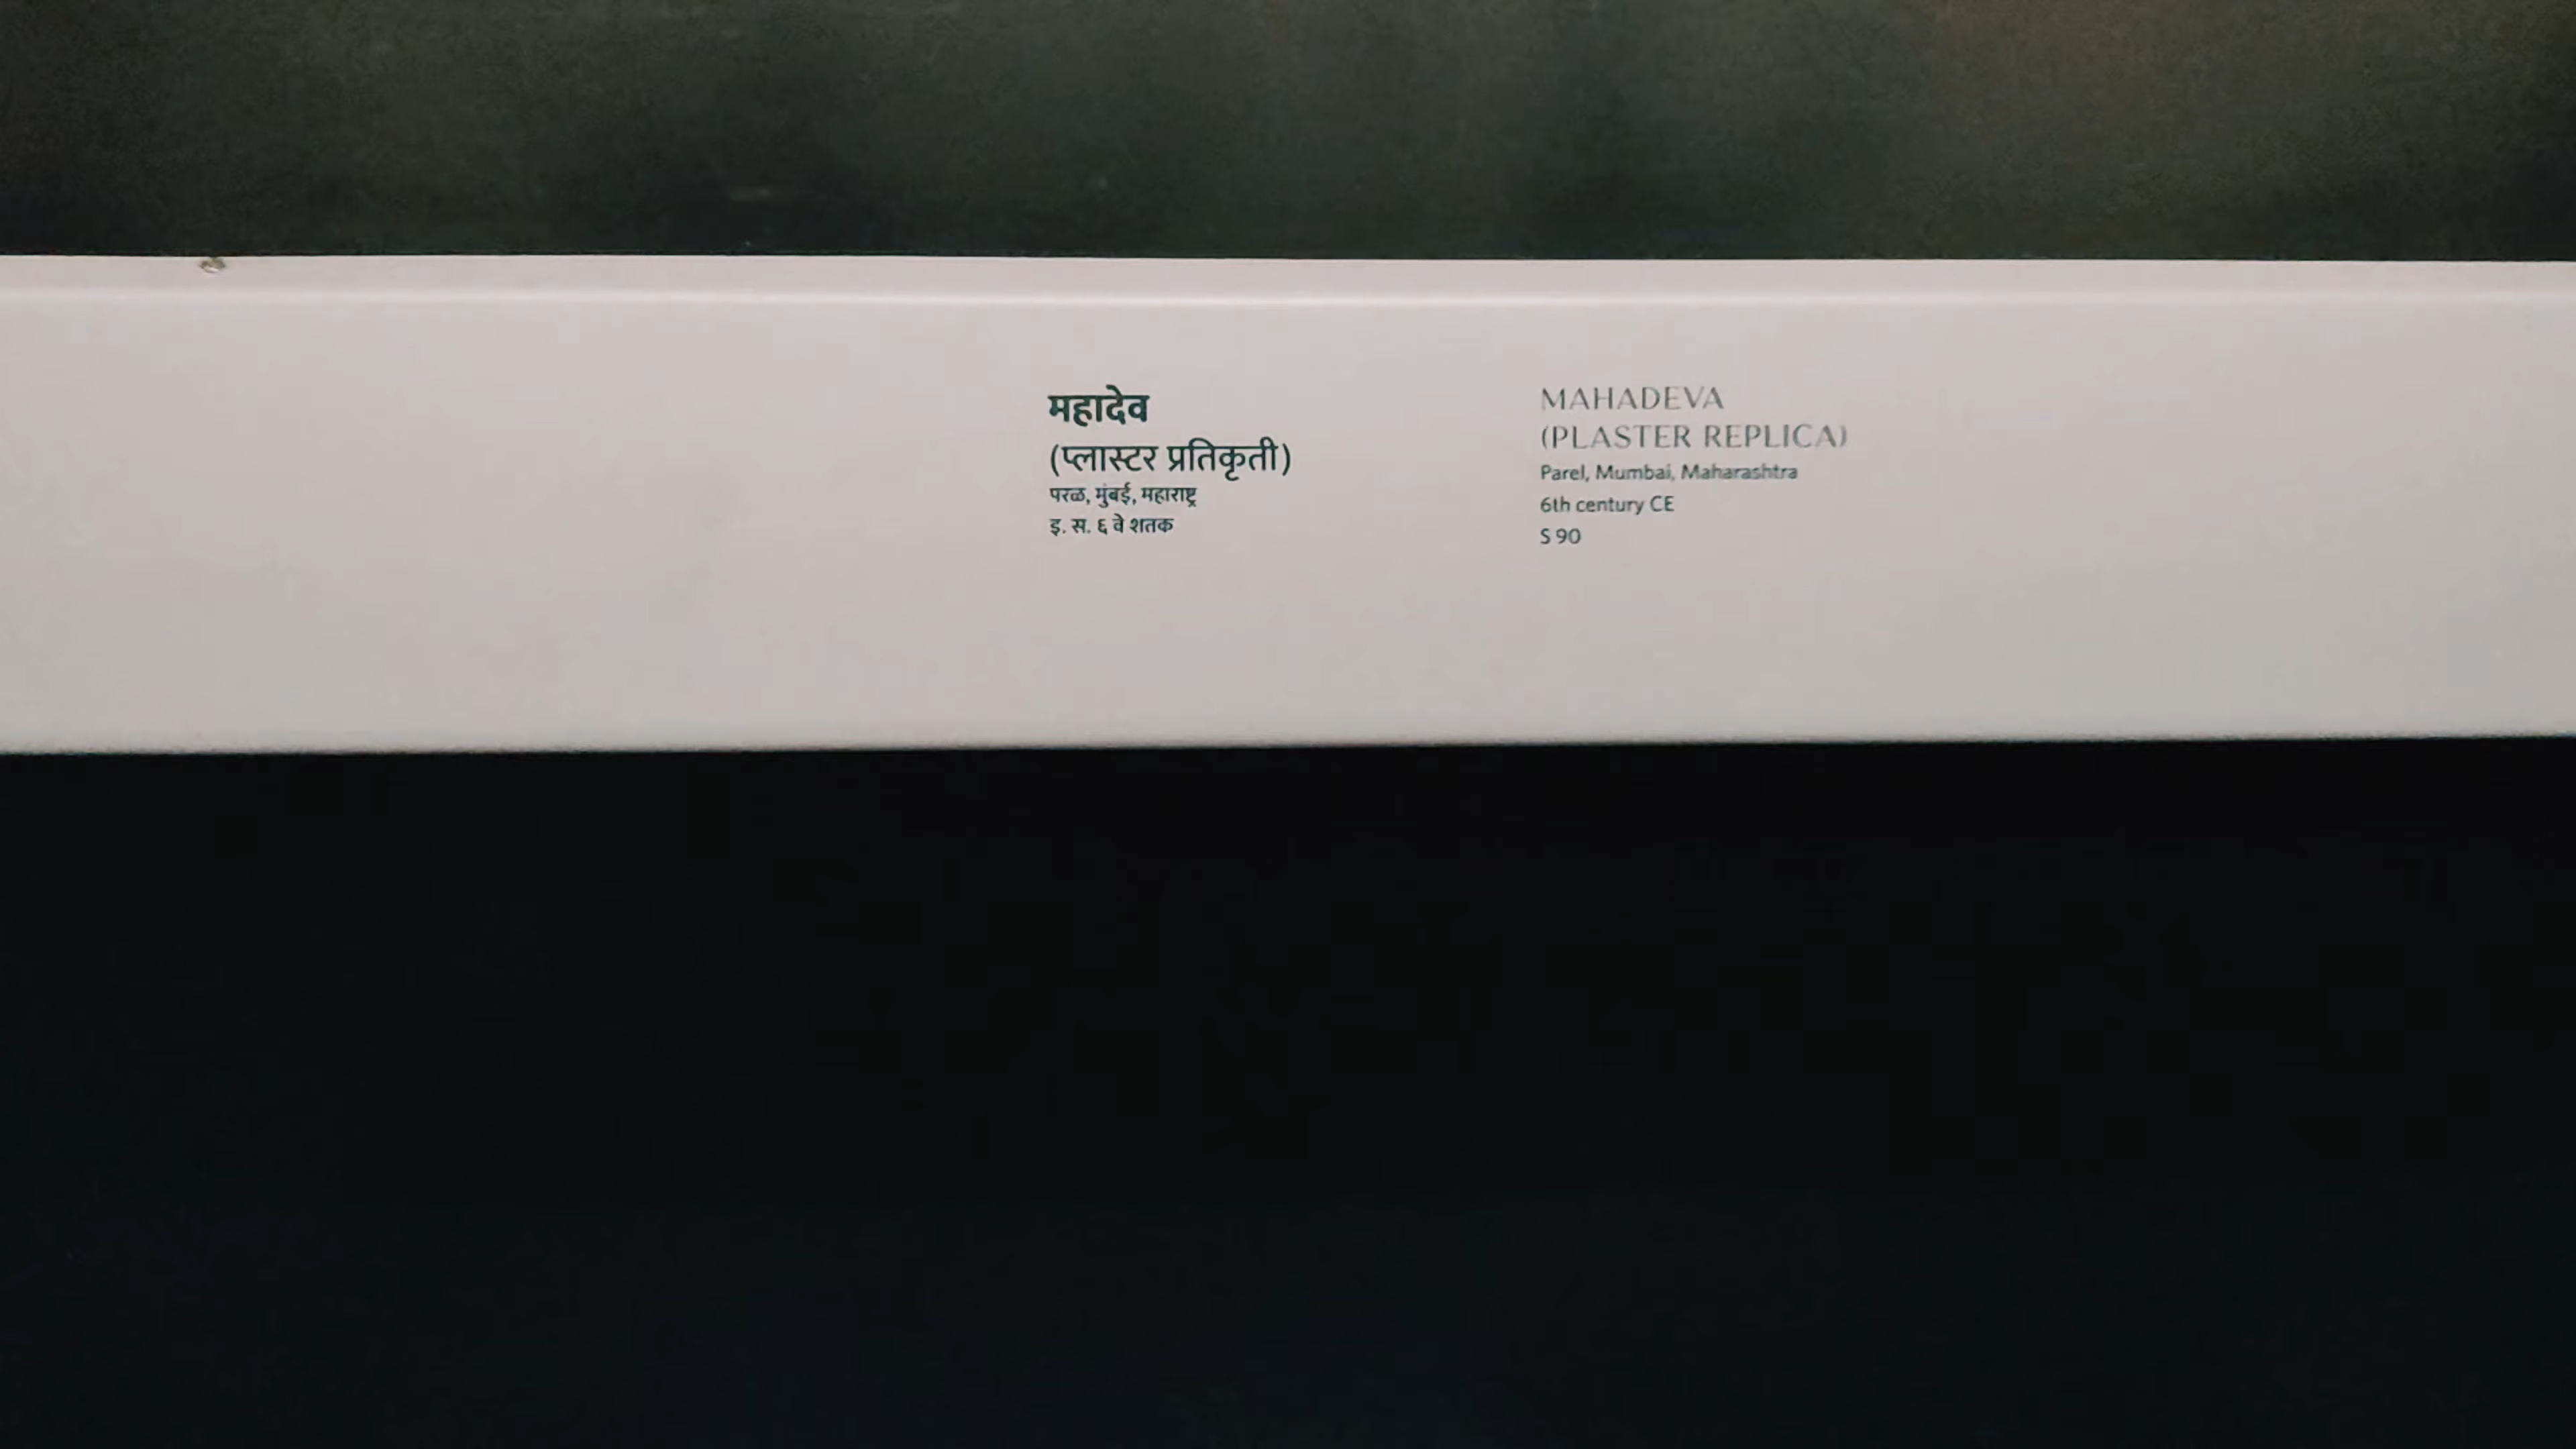 महादेव
(प्लास्टर प्रतिकृती)
परळ, मुंबई, महाराष्ट्र
इ. स. ६ वे शतक
MAHADEVA
(PLASTER REPLICA)
Parel, Mumbai, Maharashtra
6th century CE
S 90